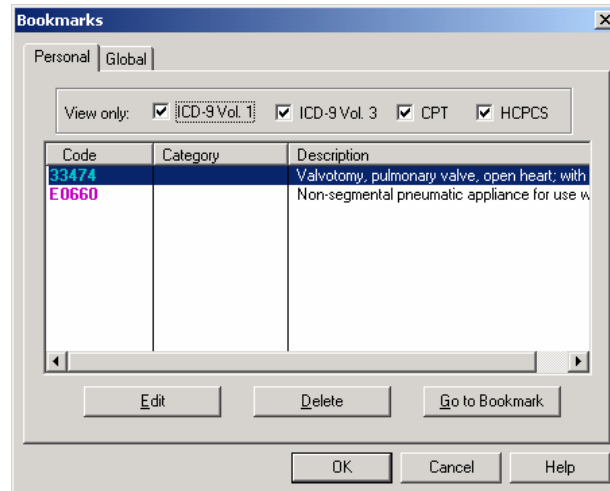 Bookmarks
Personal Global
View only: ICD-9 Vol. 1 ICD-9 Vol. 3 CPT HCPCS
Code Category Description
33474 Valvotomy, pulmonary valve, open heart; with
E0660 Non-segmental pneumatic appliance for use w
Edit Delete Go to Bookmark
OK Cancel Help